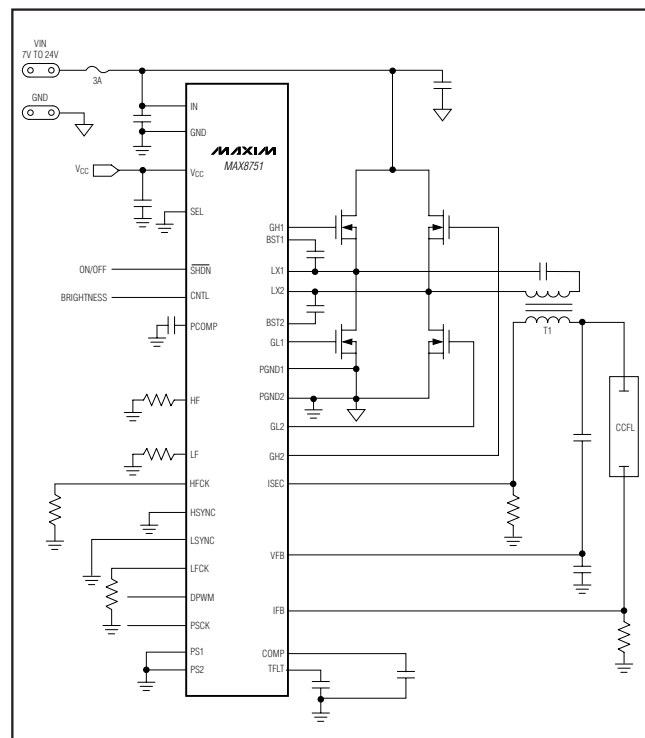 VIN
7V TO 24V
3A
GND
IN
GND
MAXIM
MAX8751
VCC
VCC
SEL
GH1
BST1
ON/OFF
SHDN
LX1
BRIGHTNESS
CNTL
LX2
PCOMP
BST2
T1
GL1
PGND1
HF
PGND2
CCFL
GL2
LF
GH2
HFCK
ISEC
HSYNC
LSYNC
VFB
LFCK
DPWM
IFB
PSCK
PS1
COMP
PS2
TFLT